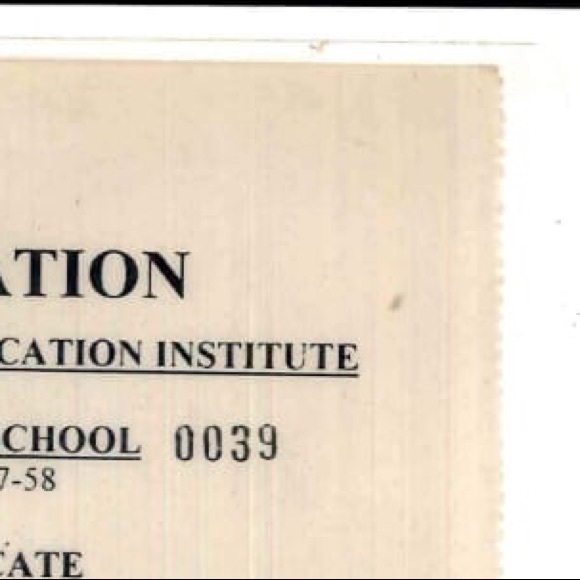 ATION
CATION INSTITUTE
CHOOL 0039
7-58
CATE